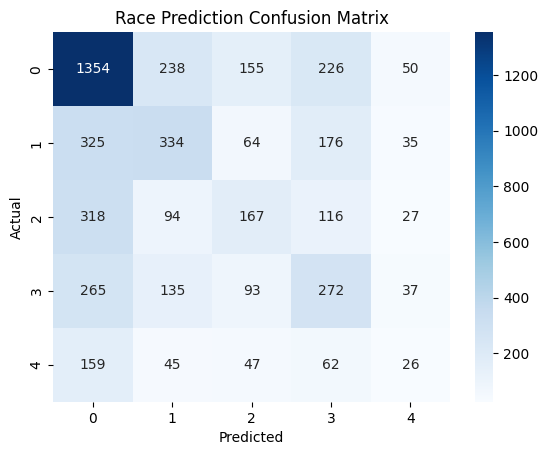 Race Prediction Confusion Matrix
0 1354 238 155 226 50
1 325 334 64 176 35
2 318 94 167 116 27
3 265 135 93 272 37
4 159 45 47 62 26
0 1 2 3 4
Actual
Predicted
1200
1000
800
600
400
200